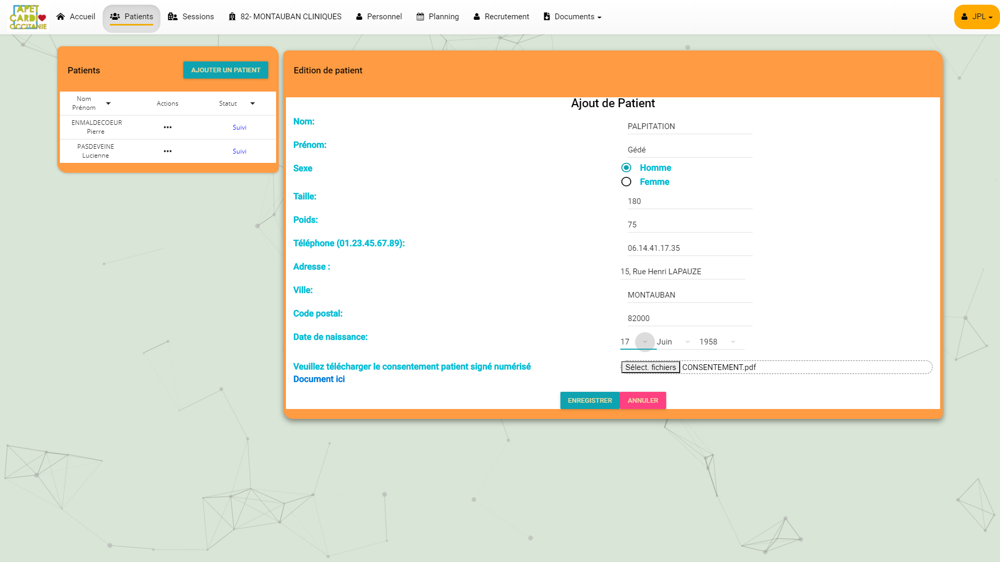 APET
CARDIO
OCCITANIE
Accueil
Patients
Sessions
82- MONTAUBAN CLINIQUES
Personnel
Planning
Recrutement
Documents
JPL
Patients
AJOUTER UN PATIENT
Nom
Prénom
Actions
Statut
ENMALDECOEUR
Pierre
•••
Suivi
PASDEVEINE
Lucienne
•••
Suivi
Edition de patient
Ajout de Patient
Nom:
PALPITATION
Prénom:
Gédé
Sexe
Homme
Femme
Taille:
180
Poids:
75
Téléphone (01.23.45.67.89):
06.14.41.17.35
Adresse :
15, Rue Henri LAPAUZE
Ville:
MONTAUBAN
Code postal:
82000
Date de naissance:
17 Juin 1958
Veuillez télécharger le consentement patient signé numérisé
Document ici
Sélect. fichiers CONSENTEMENT.pdf
ENREGISTRER
ANNULER